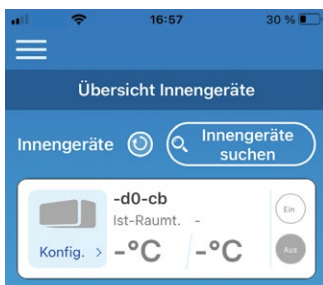 16:57 30 %
Übersicht Innengeräte
Innengeräte
Innengeräte
suchen
-d0-cb
Ein
Ist-Raumt. -
Konfig. > -°C / -°C
Aus